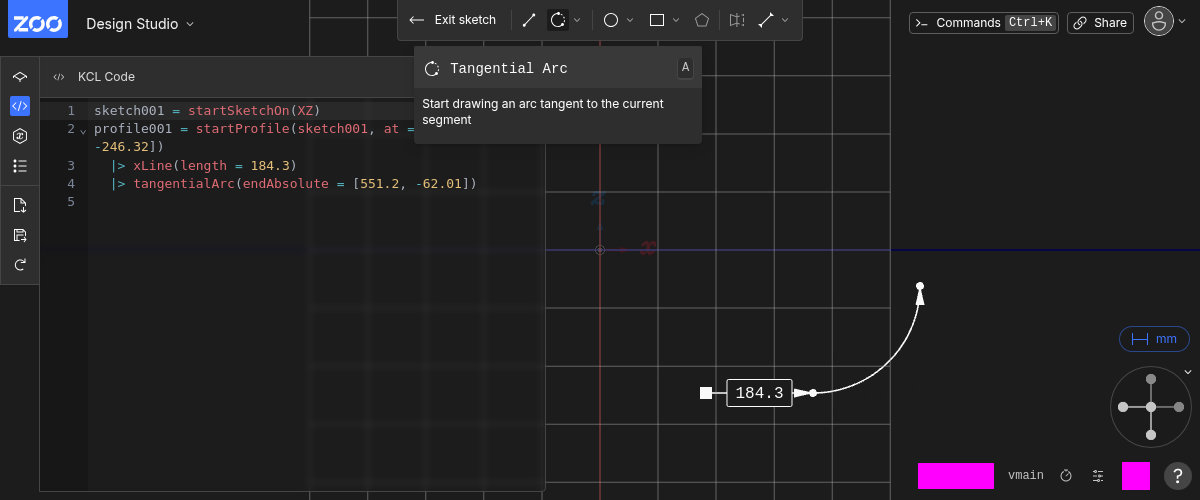 ZOO
Design Studio
Exit sketch
Commands Ctrl+K
Share
KCL Code
Tangential Arc
A
Start drawing an arc tangent to the current
segment
1 sketch001 = startSketchOn(XZ)
2 profile001 = startProfile(sketch001, at =
-246.32])
3 |> xLine(length = 184.3)
4 |> tangentialArc(endAbsolute = [551.2, -62.01])
5
z
x
mm
184.3
vmain
?